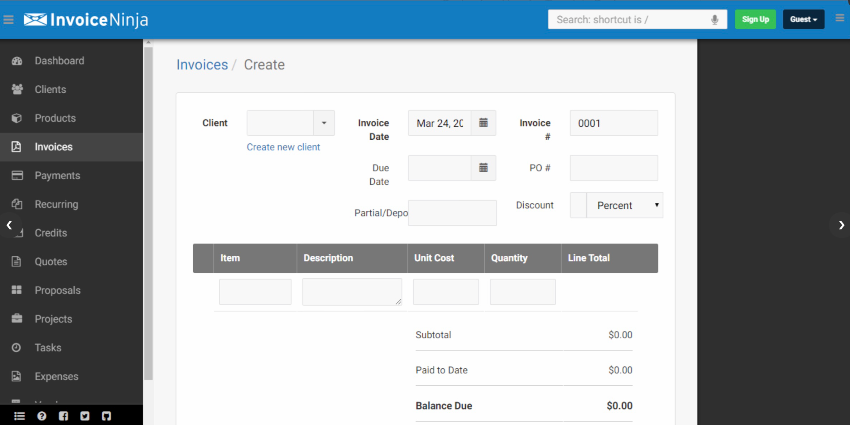 InvoiceNinja
Search: shortcut is /
Sign Up
Guest
Dashboard
Clients
Products
Invoices
Payments
Recurring
Credits
Quotes
Proposals
Projects
Tasks
Expenses
Invoices / Create
Client
Create new client
Invoice
Date
Mar 24, 20
Invoice
#
0001
Due
Date
PO #
Partial/Depo
Discount
Percent
Item Description Unit Cost Quantity Line Total
Subtotal $0.00
Paid to Date $0.00
Balance Due $0.00